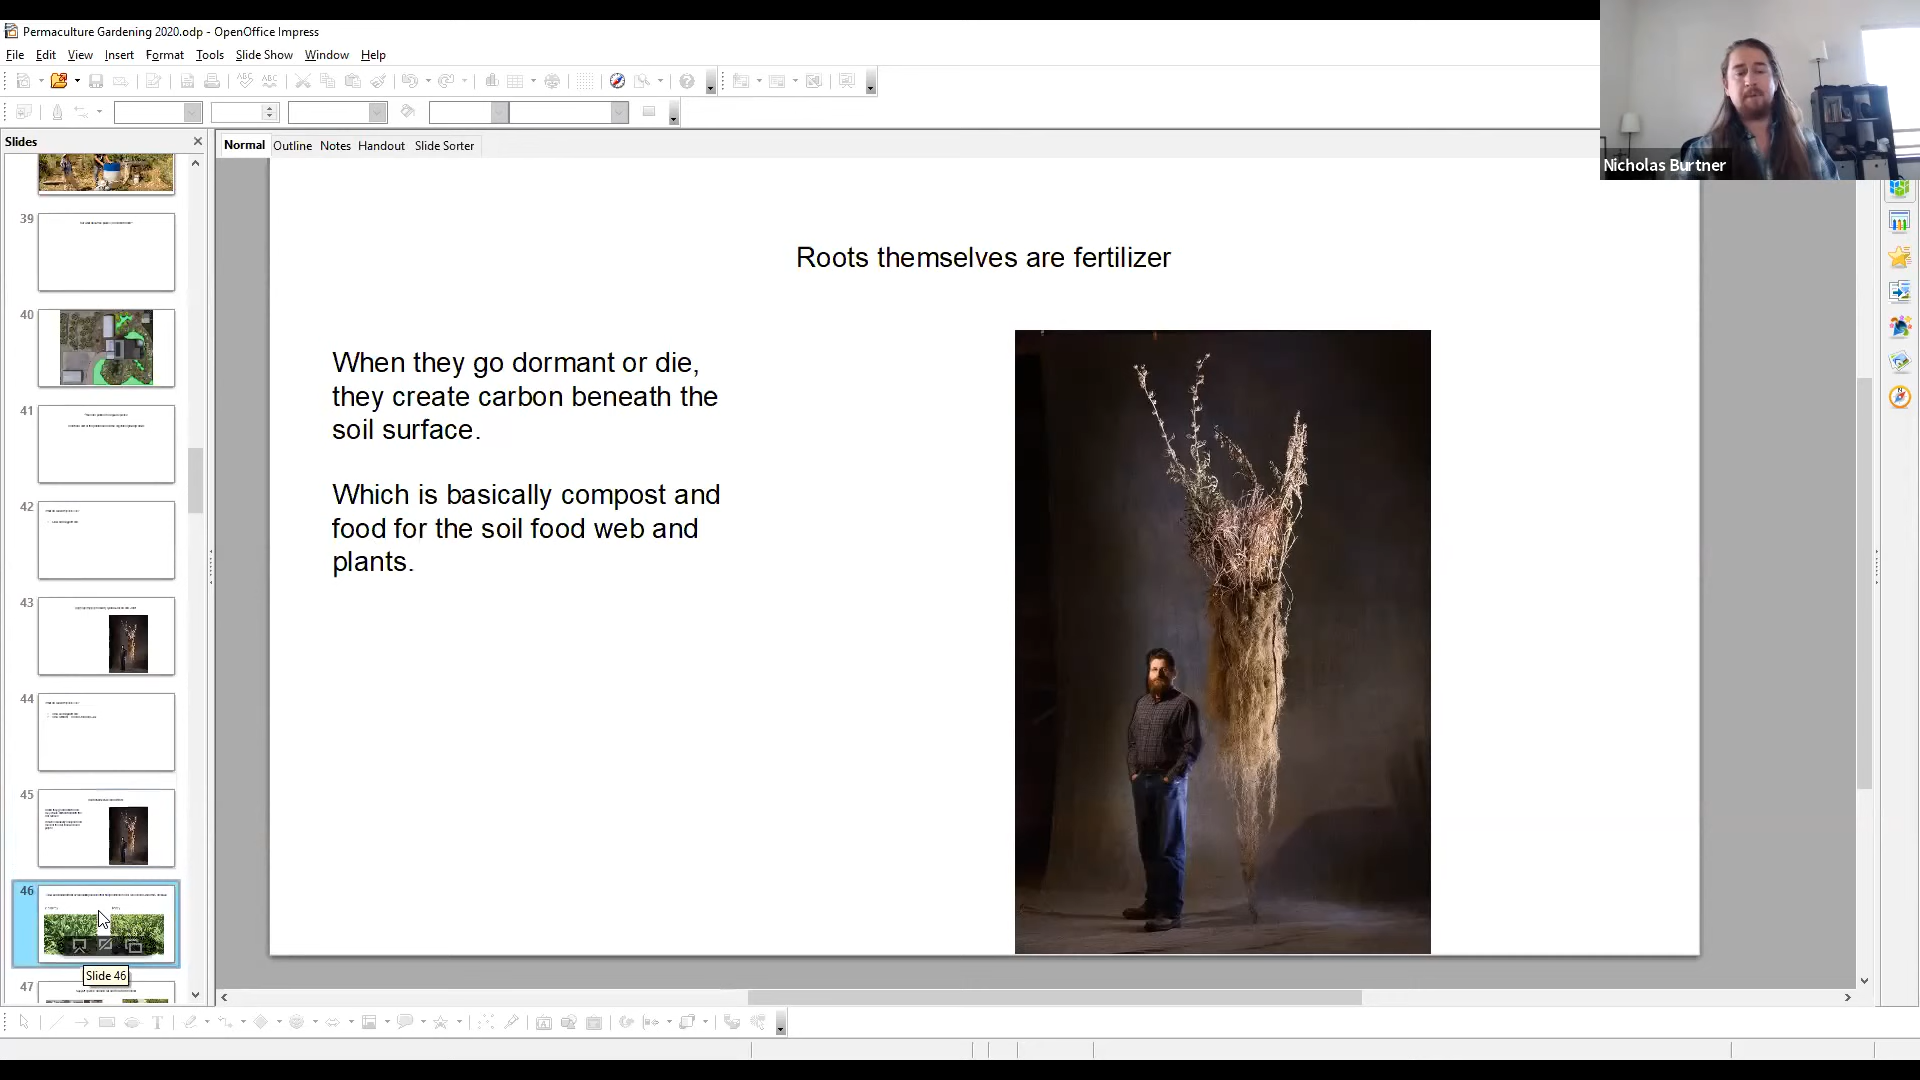 Permaculture Gardening 2020.odp - OpenOffice Impress
File Edit View Insert Format Tools Slide Show Window Help
Slides
Normal Outline Notes Handout Slide Sorter
Nicholas Burtner
39
40
41
42
43
44
45
46
47
Slide 46
Roots themselves are fertilizer
When they go dormant or die,
they create carbon beneath the
soil surface.
Which is basically compost and
food for the soil food web and
plants.